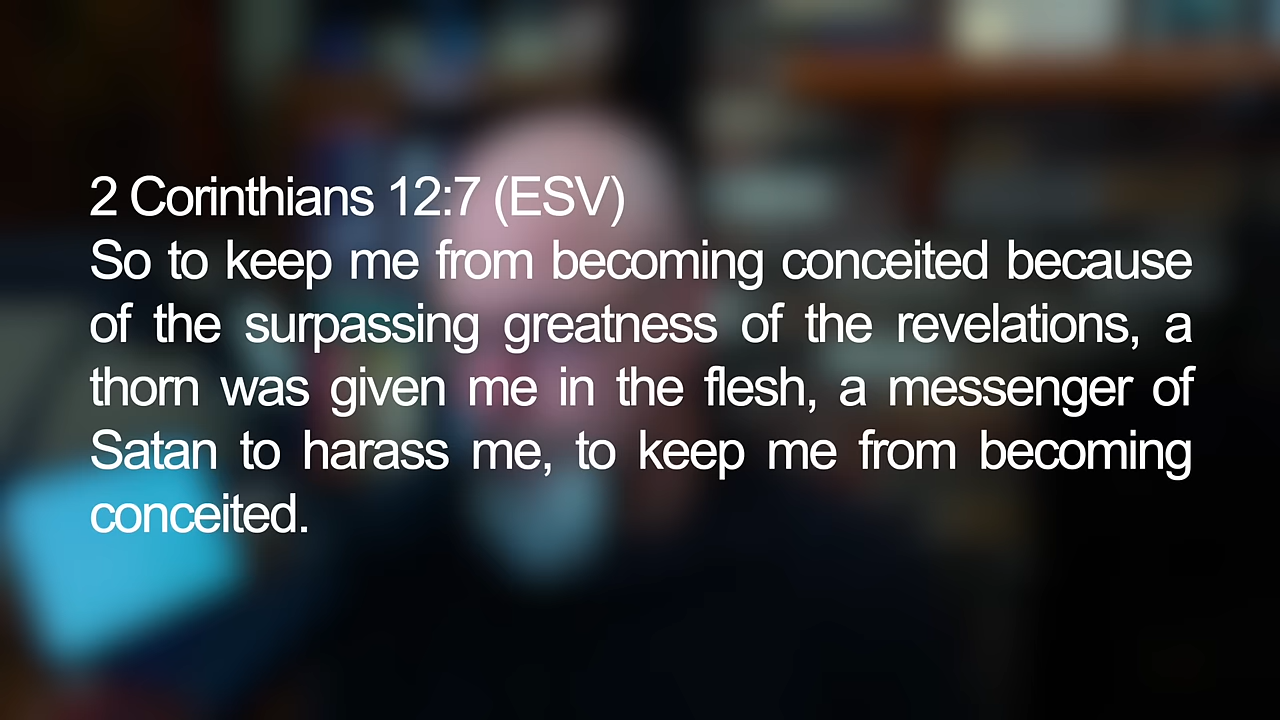 2 Corinthians 12:7 (ESV)
So to keep me from becoming conceited because
of the surpassing greatness of the revelations, a
thorn was given me in the flesh, a messenger of
Satan to harass me, to keep me from becoming
conceited.